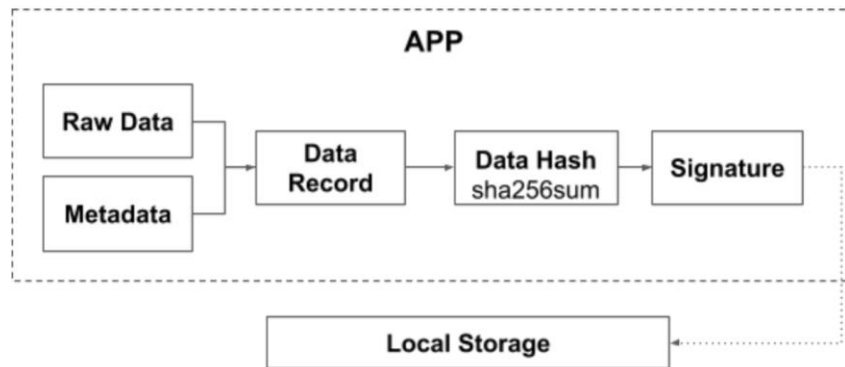 APP
Raw Data
Metadata
Data
Record
Data Hash
sha256sum
Signature
Local Storage